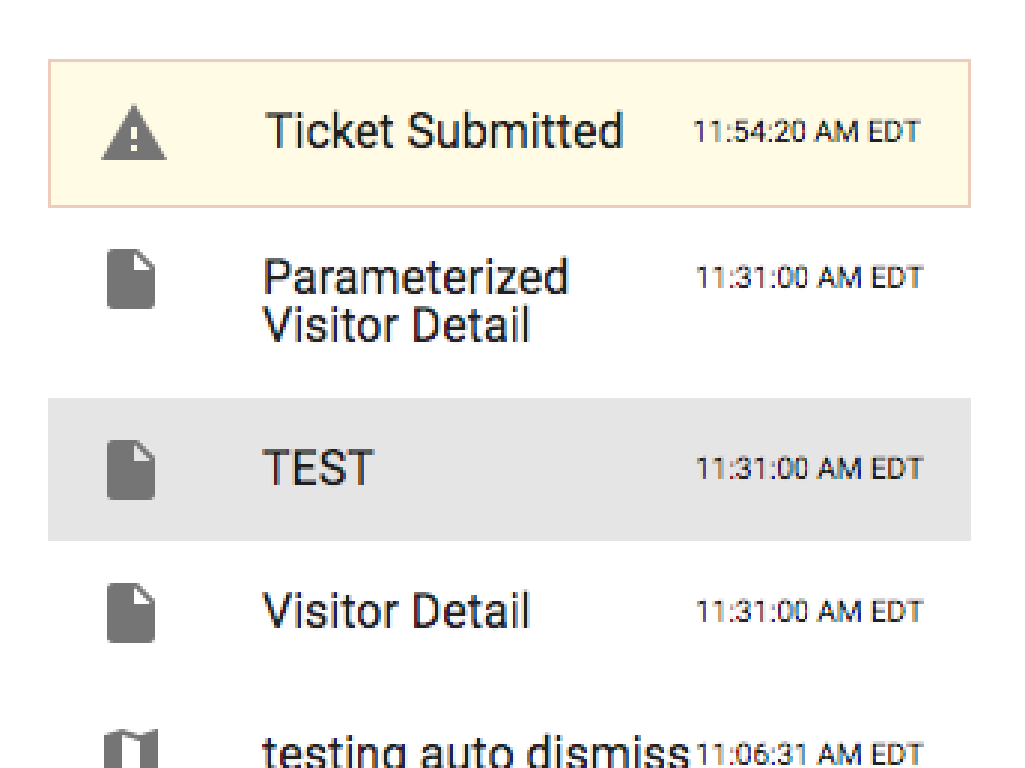 Ticket Submitted 11:54:20 AM EDT
Parameterized 11:31:00 AM EDT
Visitor Detail
TEST 11:31:00 AM EDT
Visitor Detail 11:31:00 AM EDT
testing auto dismiss 11:06:31 AM EDT